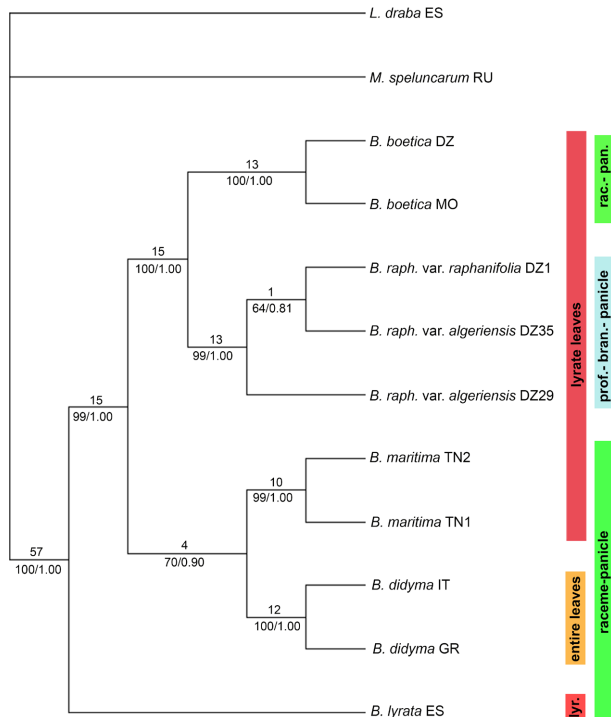 L. draba ES
M. speluncarum RU
B. boetica DZ
13
100/1.00
B. boetica MO
15
100/1.00
B. raph. var. raphanifolia DZ1
1
64/0.81
B. raph. var. algeriensis DZ35
13
99/1.00
B. raph. var. algeriensis DZ29
15
99/1.00
B. maritima TN2
10
99/1.00
B. maritima TN1
4
70/0.90
57
100/1.00
B. didyma IT
12
100/1.00
B. didyma GR
B. lyrata ES
lyrate leaves
entire leaves
lyr.
rac.- pan.
prof.- bran.- panicle
raceme-panicle